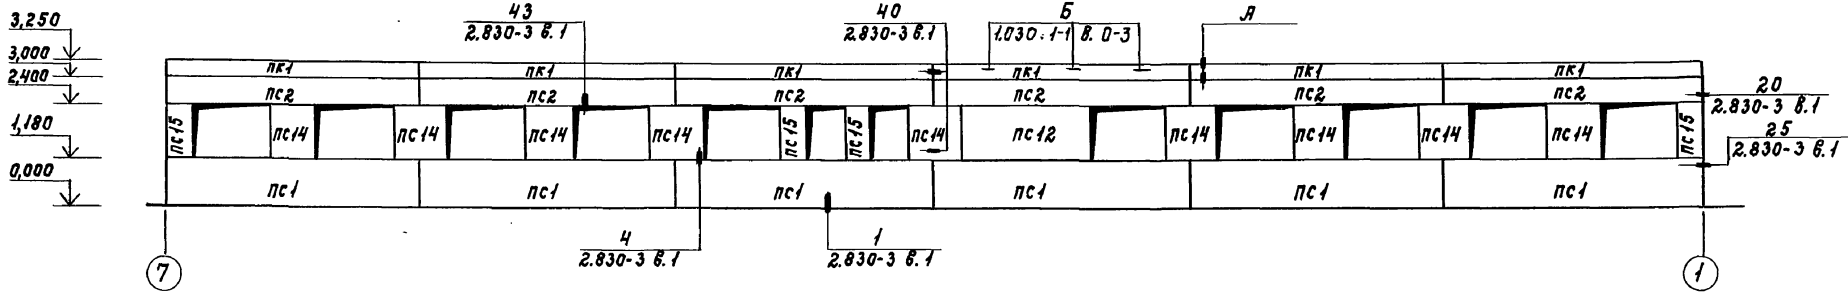 3,250
3,000
2,400
1,180
0,000
43
2.830-3 в.1
40
2.830-3 в.1
Б
1.030.1-1 в. 0-3
А
ПК1 ПК1 ПК1 ПК1 ПК1 ПК1
ПС2 ПС2 ПС2 ПС2 ПС2 ПС2
20
2.830-3 в.1
ПС15 ПС14 ПС14 ПС14 ПС14 ПС15 ПС15 ПС14 ПС12 ПС14 ПС14 ПС14 ПС15
25
2.830-3 в.1
ПС1 ПС1 ПС1 ПС1 ПС1 ПС1
4
2.830-3 в.1
1
2.830-3 в.1
7
1